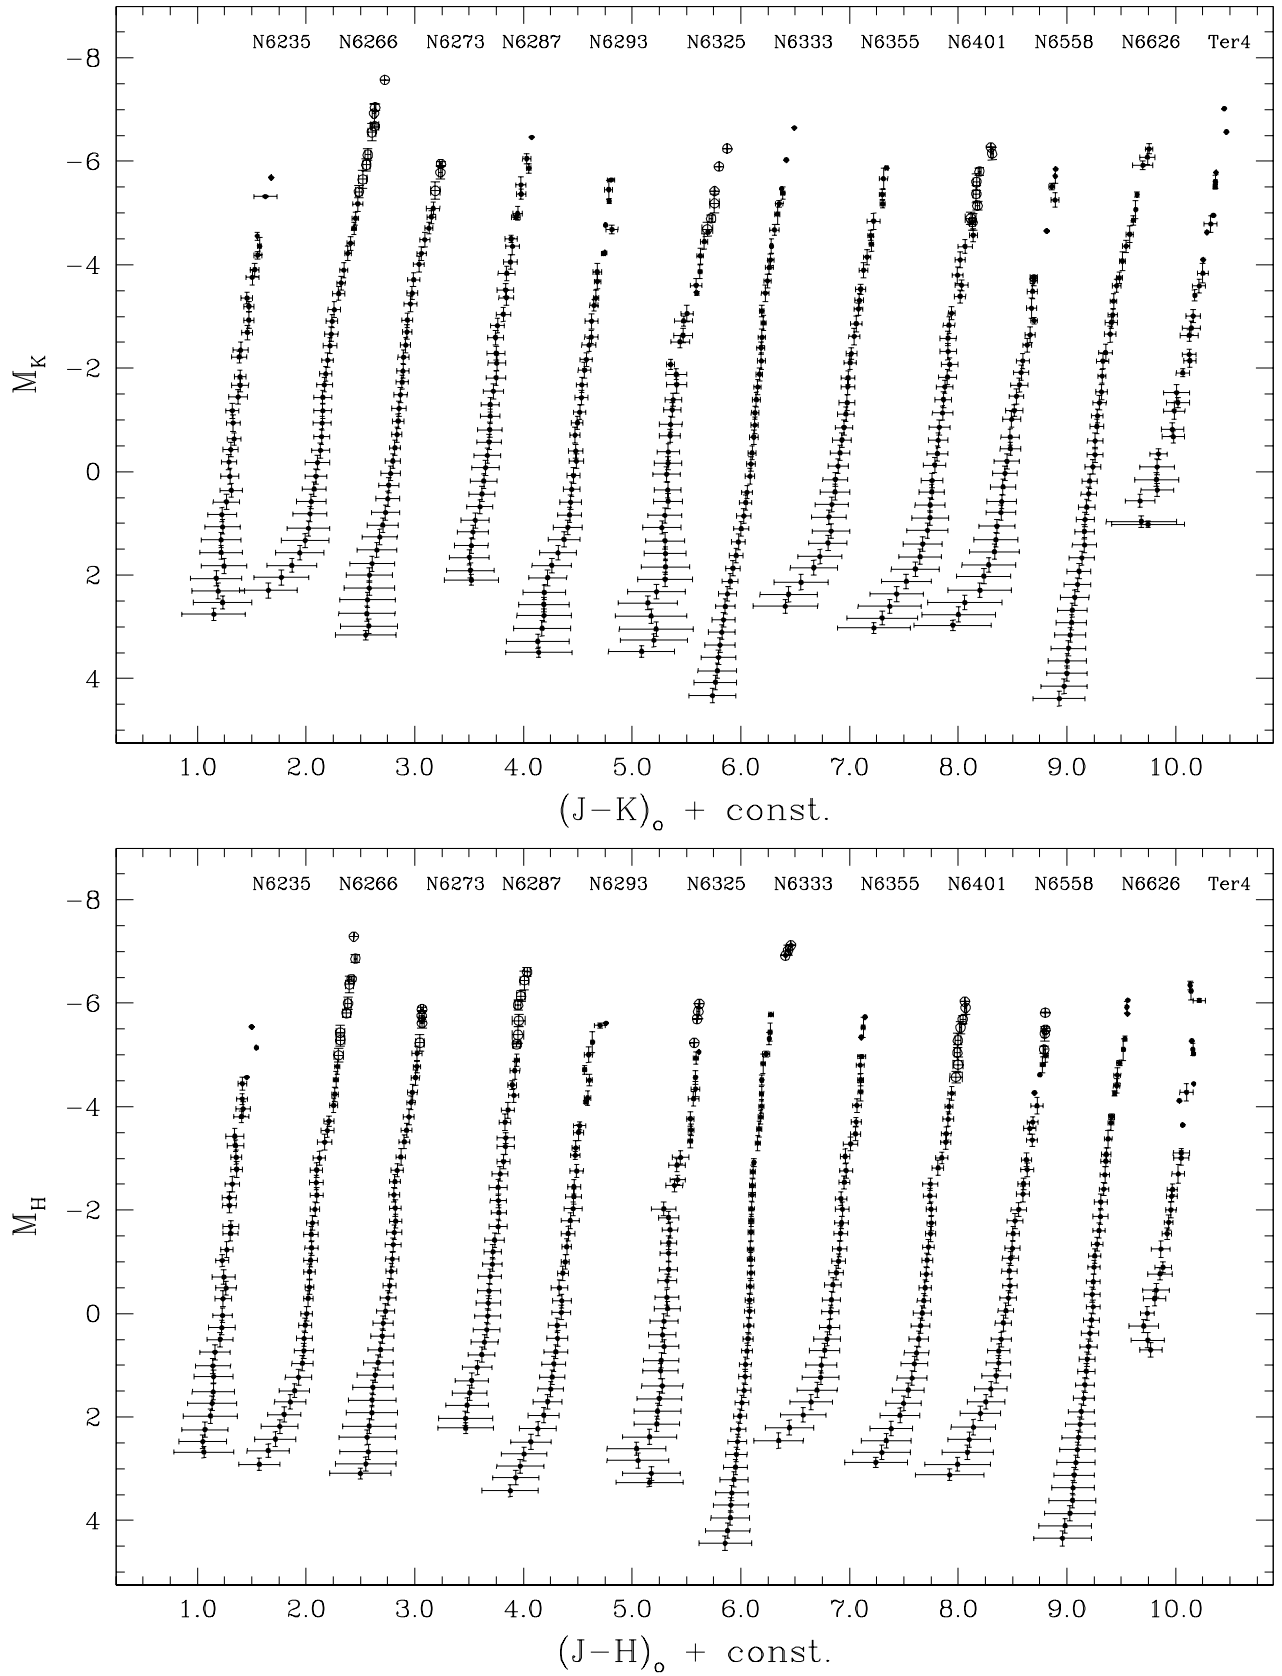 N6235 N6266 N6273 N6287 N6293 N6325 N6333 N6355 N6401 N6558 N6626 Ter4
−8
−6
−4
−2
0
2
4
M_K
1.0 2.0 3.0 4.0 5.0 6.0 7.0 8.0 9.0 10.0
(J−K)_o + const.
N6235 N6266 N6273 N6287 N6293 N6325 N6333 N6355 N6401 N6558 N6626 Ter4
−8
−6
−4
−2
0
2
4
M_H
1.0 2.0 3.0 4.0 5.0 6.0 7.0 8.0 9.0 10.0
(J−H)_o + const.